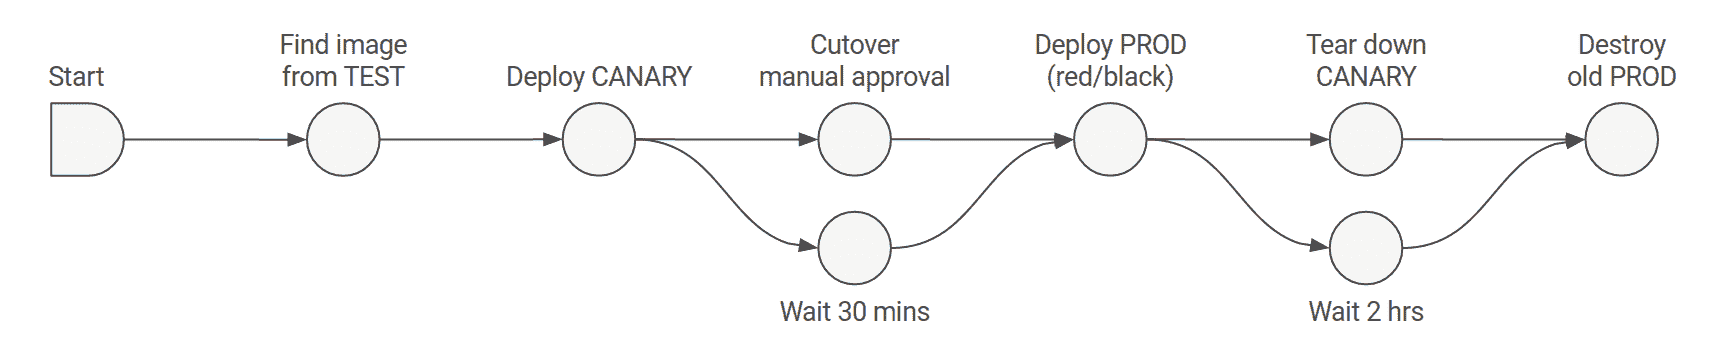 Start
Find image
from TEST
Deploy CANARY
Cutover
manual approval
Deploy PROD
(red/black)
Tear down
CANARY
Destroy
old PROD
Wait 30 mins
Wait 2 hrs